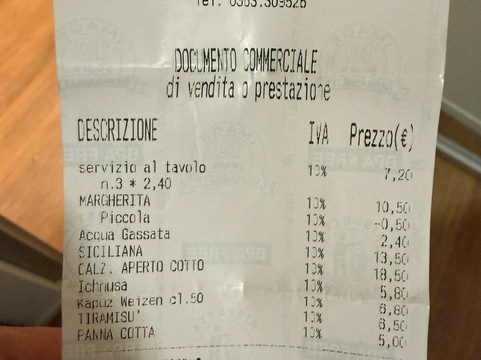 Tel. 0363.309526
DOCUMENTO COMMERCIALE
di vendita o prestazione
DESCRIZIONE IVA Prezzo(€)
servizio al tavolo 10% 7,20
n.3 * 2,40
MARGHERITA 10% 10,50
Piccola 10% -0,50
Acqua Gassata 10% 2,40
SICILIANA 10% 13,50
CALZ. APERTO COTTO 10% 18,50
Ichnusa 10% 5,80
Kapuz Weizen cl.50 10% 6,80
TIRAMISU' 10% 6,50
PANNA COTTA 10% 5,00